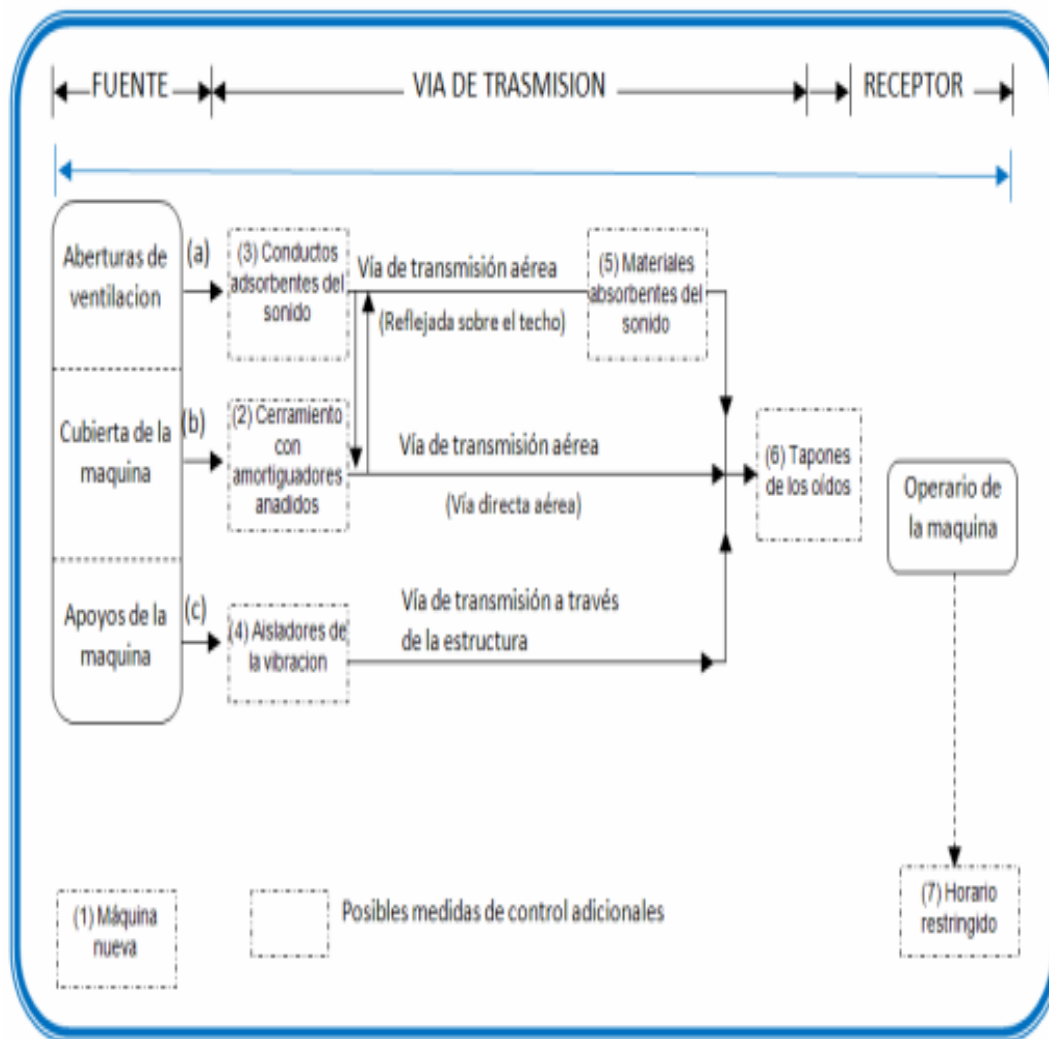 FUENTE
VIA DE TRASMISION
RECEPTOR
Aberturas de
ventilacion
(a)
(3) Conductos
adsorbentes del
sonido
Vía de transmisión aérea
(Reflejada sobre el techo)
(5) Materiales
absorbentes del
sonido
Cubierta de la
maquina
(b)
(2) Cerramiento
con
amortiguadores
anadidos
Vía de transmisión aérea
(Vía directa aérea)
(6) Tapones
de los oídos
Operario de
la maquina
Apoyos de la
maquina
(c)
(4) Aisladores de
la vibracion
Vía de transmisión a través
de la estructura
(1) Máquina
nueva
Posibles medidas de control adicionales
(7) Horario
restringido